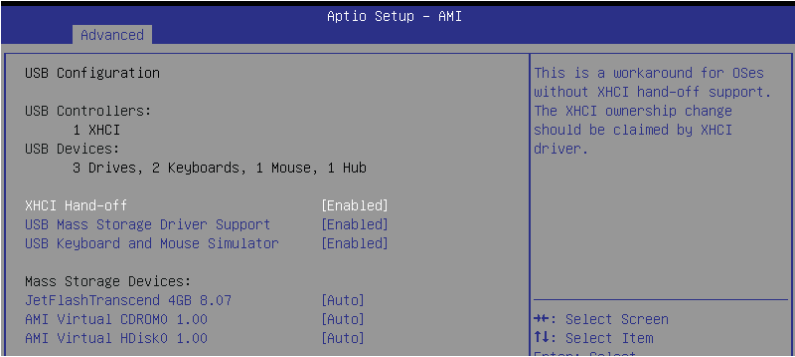 Aptio Setup – AMI
Advanced
USB Configuration
USB Controllers:
1 XHCI
USB Devices:
3 Drives, 2 Keyboards, 1 Mouse, 1 Hub
XHCI Hand-off [Enabled]
USB Mass Storage Driver Support [Enabled]
USB Keyboard and Mouse Simulator [Enabled]
Mass Storage Devices:
JetFlashTranscend 4GB 8.07 [Auto]
AMI Virtual CDROM0 1.00 [Auto]
AMI Virtual HDisk0 1.00 [Auto]
This is a workaround for OSes
without XHCI hand-off support.
The XHCI ownership change
should be claimed by XHCI
driver.
→←: Select Screen
↑↓: Select Item
Enter: Select